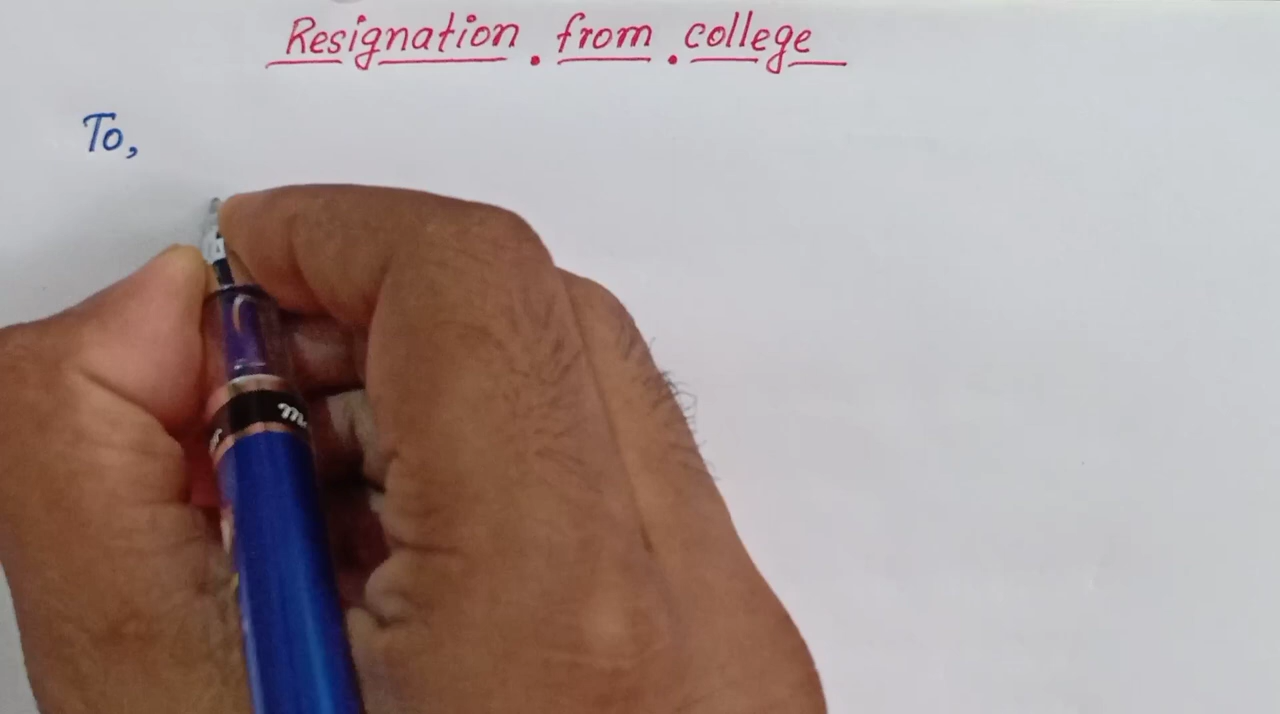 Resignation . from . college
To,